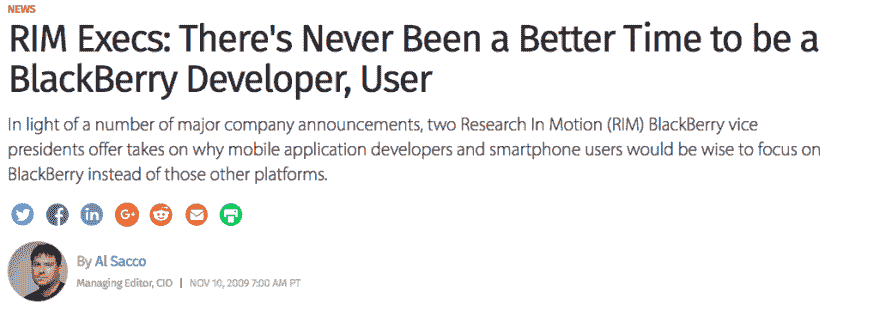 NEWS
RIM Execs: There's Never Been a Better Time to be a
BlackBerry Developer, User
In light of a number of major company announcements, two Research In Motion (RIM) BlackBerry vice
presidents offer takes on why mobile application developers and smartphone users would be wise to focus on
BlackBerry instead of those other platforms.
By Al Sacco
Managing Editor, CIO | NOV 10, 2009 7:00 AM PT